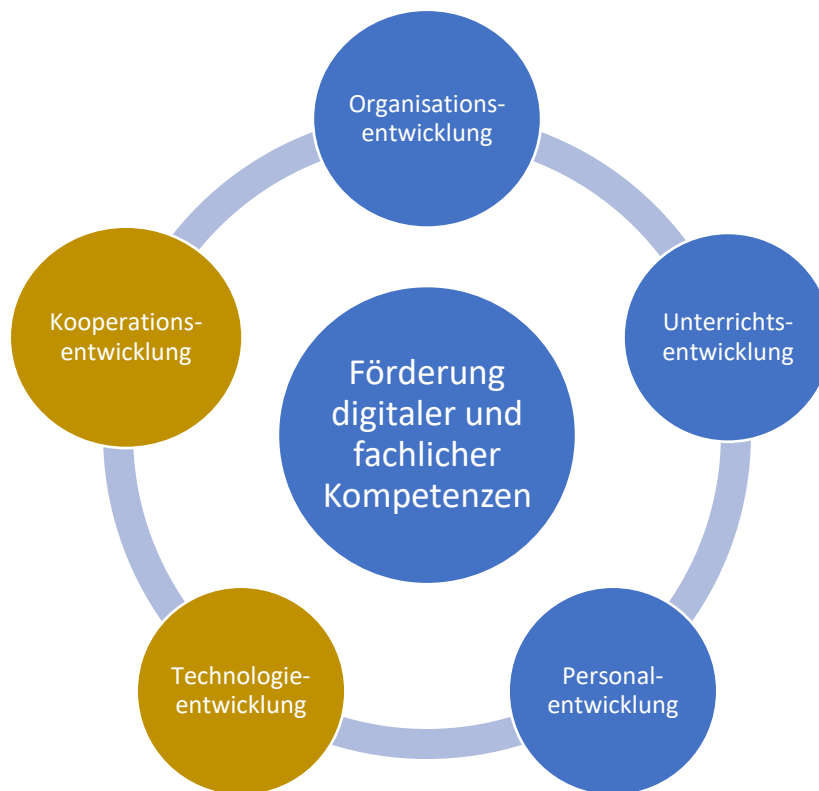 Organisations-
entwicklung
Kooperations-
entwicklung
Unterrichts-
entwicklung
Förderung
digitaler und
fachlicher
Kompetenzen
Technologie-
entwicklung
Personal-
entwicklung